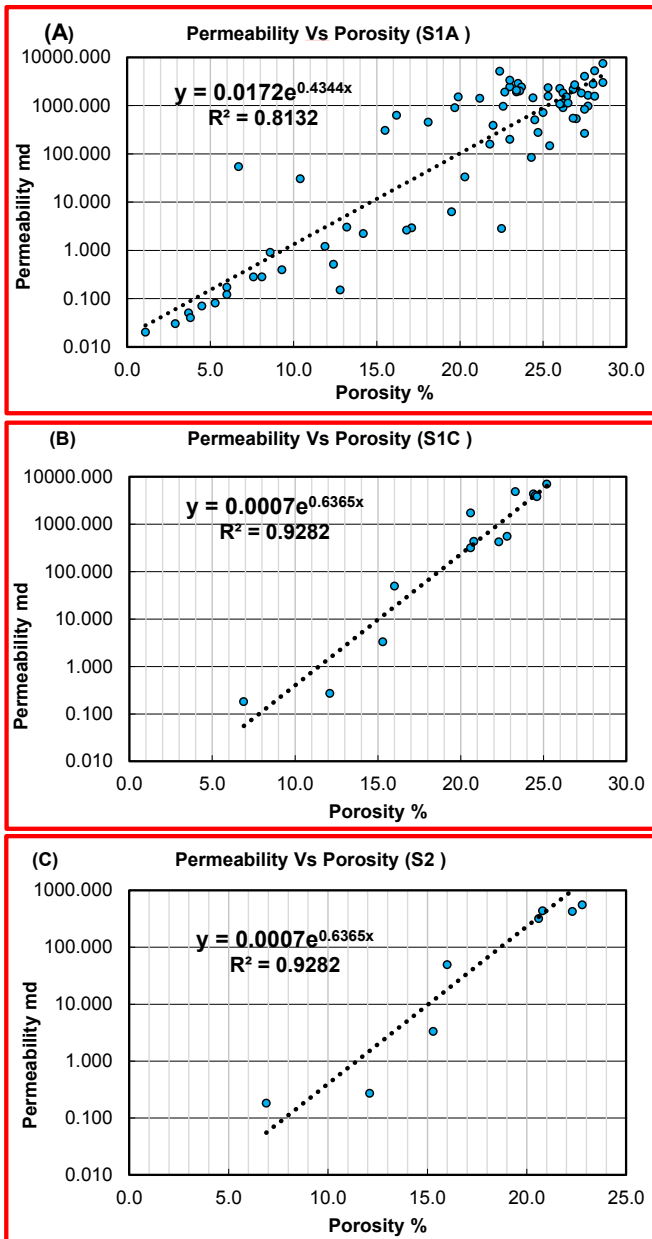 (A) Permeability Vs Porosity (S1A )
y = 0.0172e^0.4344x
R² = 0.8132
Permeability md
10000.000
1000.000
100.000
10.000
1.000
0.100
0.010
0.0 5.0 10.0 15.0 20.0 25.0 30.0
Porosity %
(B) Permeability Vs Porosity (S1C )
y = 0.0007e^0.6365x
R² = 0.9282
Permeability md
10000.000
1000.000
100.000
10.000
1.000
0.100
0.010
0.0 5.0 10.0 15.0 20.0 25.0 30.0
Porosity %
(C) Permeability Vs Porosity (S2 )
y = 0.0007e^0.6365x
R² = 0.9282
Permeability md
1000.000
100.000
10.000
1.000
0.100
0.010
0.0 5.0 10.0 15.0 20.0 25.0
Porosity %